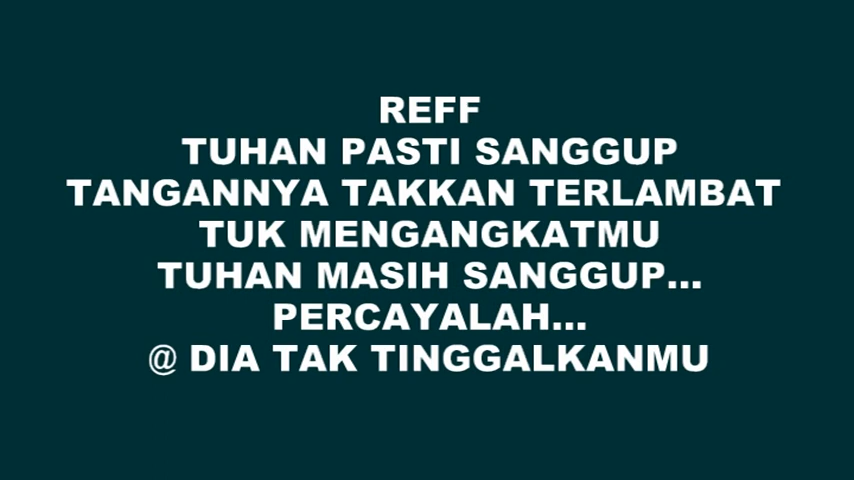 REFF
TUHAN PASTI SANGGUP
TANGANNYA TAKKAN TERLAMBAT
TUK MENGANGKATMU
TUHAN MASIH SANGGUP...
PERCAYALAH...
@ DIA TAK TINGGALKANMU